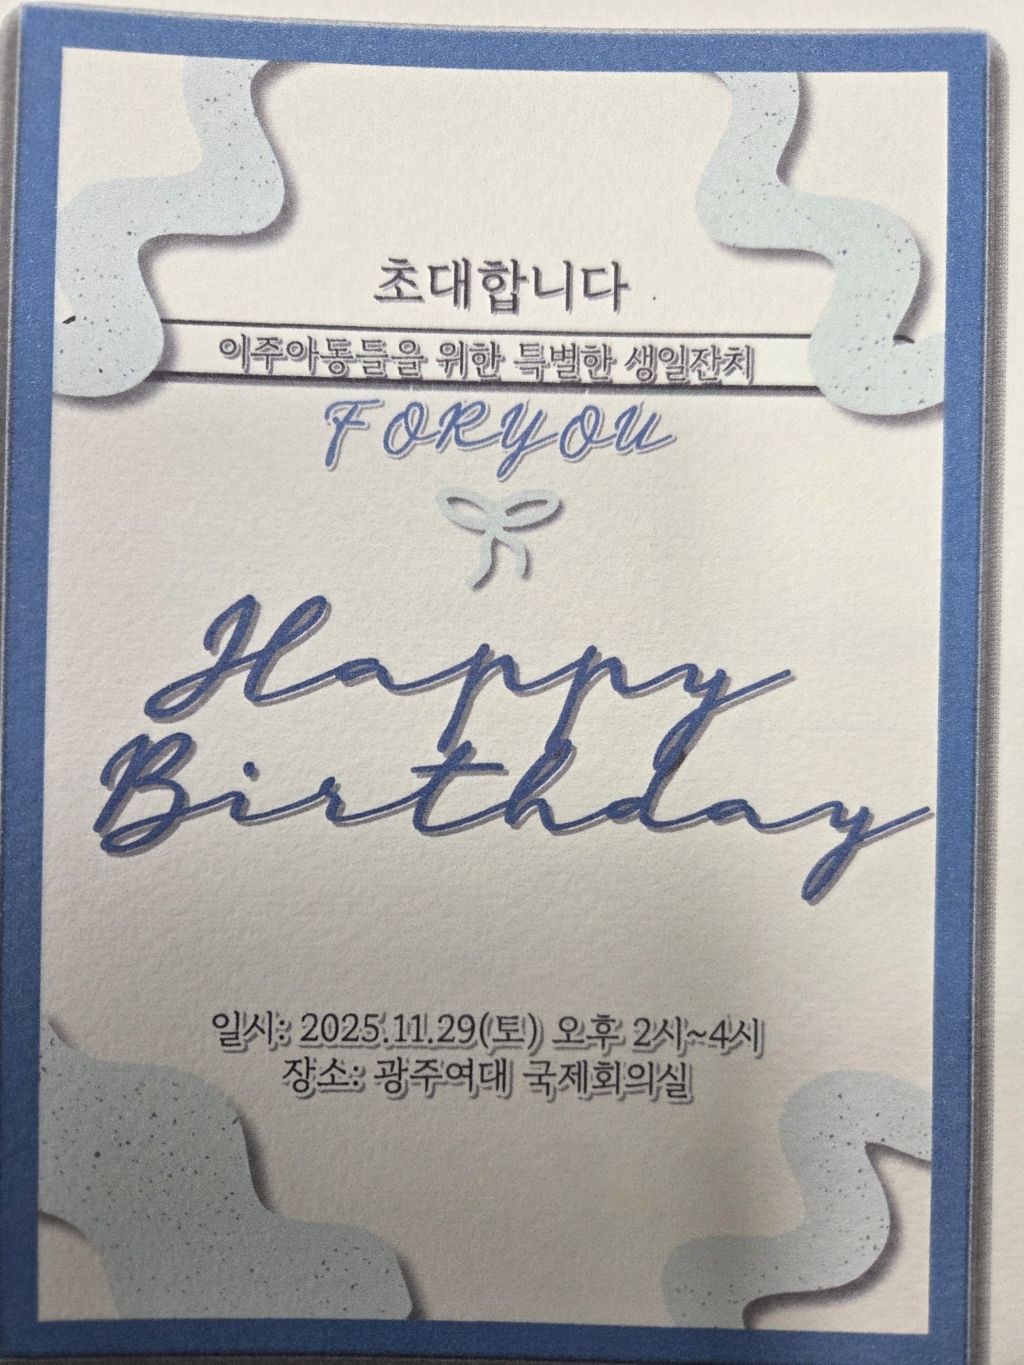 초대합니다
이주아동들을 위한 특별한 생일잔치
FORYOU
Happy
Birthday
일시: 2025.11.29(토) 오후 2시~4시
장소: 광주여대 국제회의실